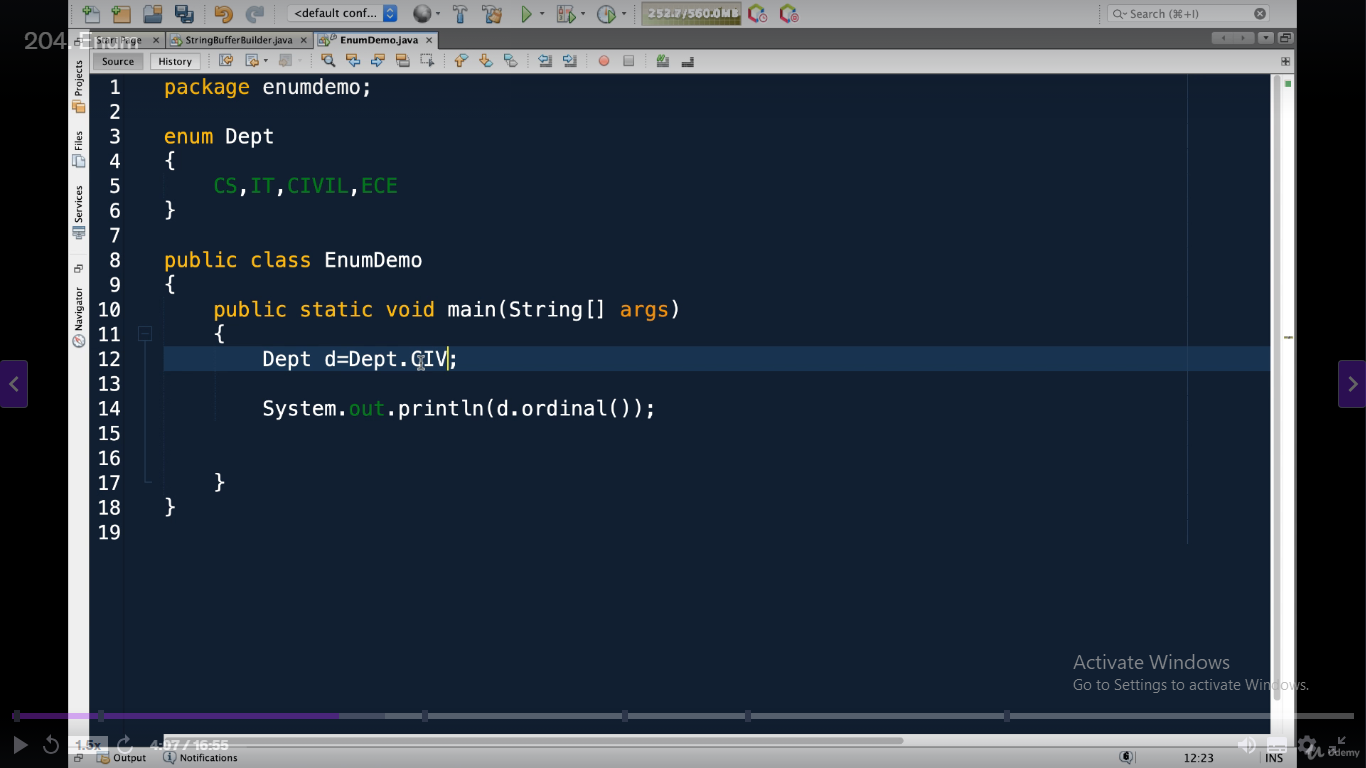 <default conf...
252.7/560.0MB
Search (⌘+I)
204. Enum
Start Page
StringBufferBuilder.java
EnumDemo.java
Source
History
Projects
Files
Services
Navigator
1 package enumdemo;
2
3 enum Dept
4 {
5 CS,IT,CIVIL,ECE
6 }
7
8 public class EnumDemo
9 {
10 public static void main(String[] args)
11 {
12 Dept d=Dept.CIV;
13
14 System.out.println(d.ordinal());
15
16
17 }
18 }
19
Activate Windows
Go to Settings to activate Windows.
1.5x
4:07 / 16:55
Output
Notifications
6
12:23
INS
Udemy